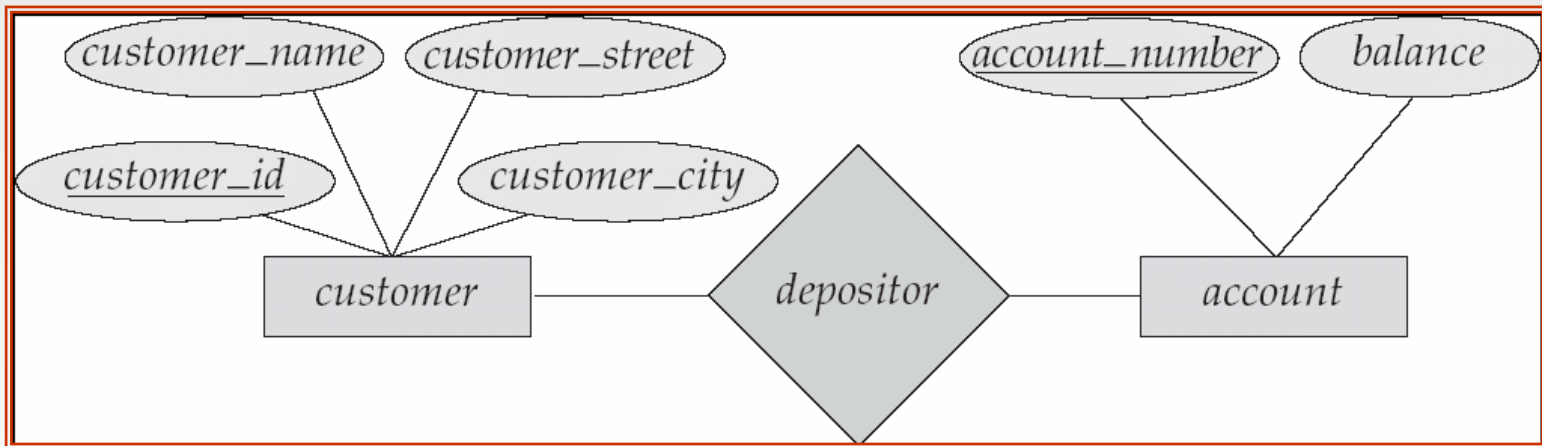 customer_name customer_street account_number balance
customer_id customer_city
customer depositor account